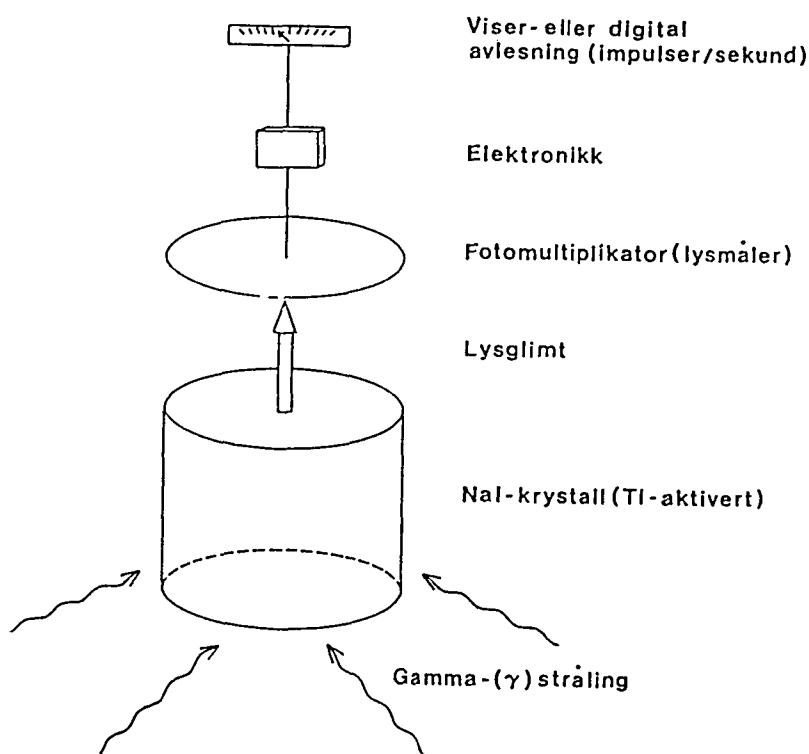 Viser- eller digital
avlesning (impulser/sekund)
Elektronikk
Fotomultiplikator (lysmåler)
Lysglimt
NaI-krystall (Tl-aktivert)
Gamma-(γ) stråling